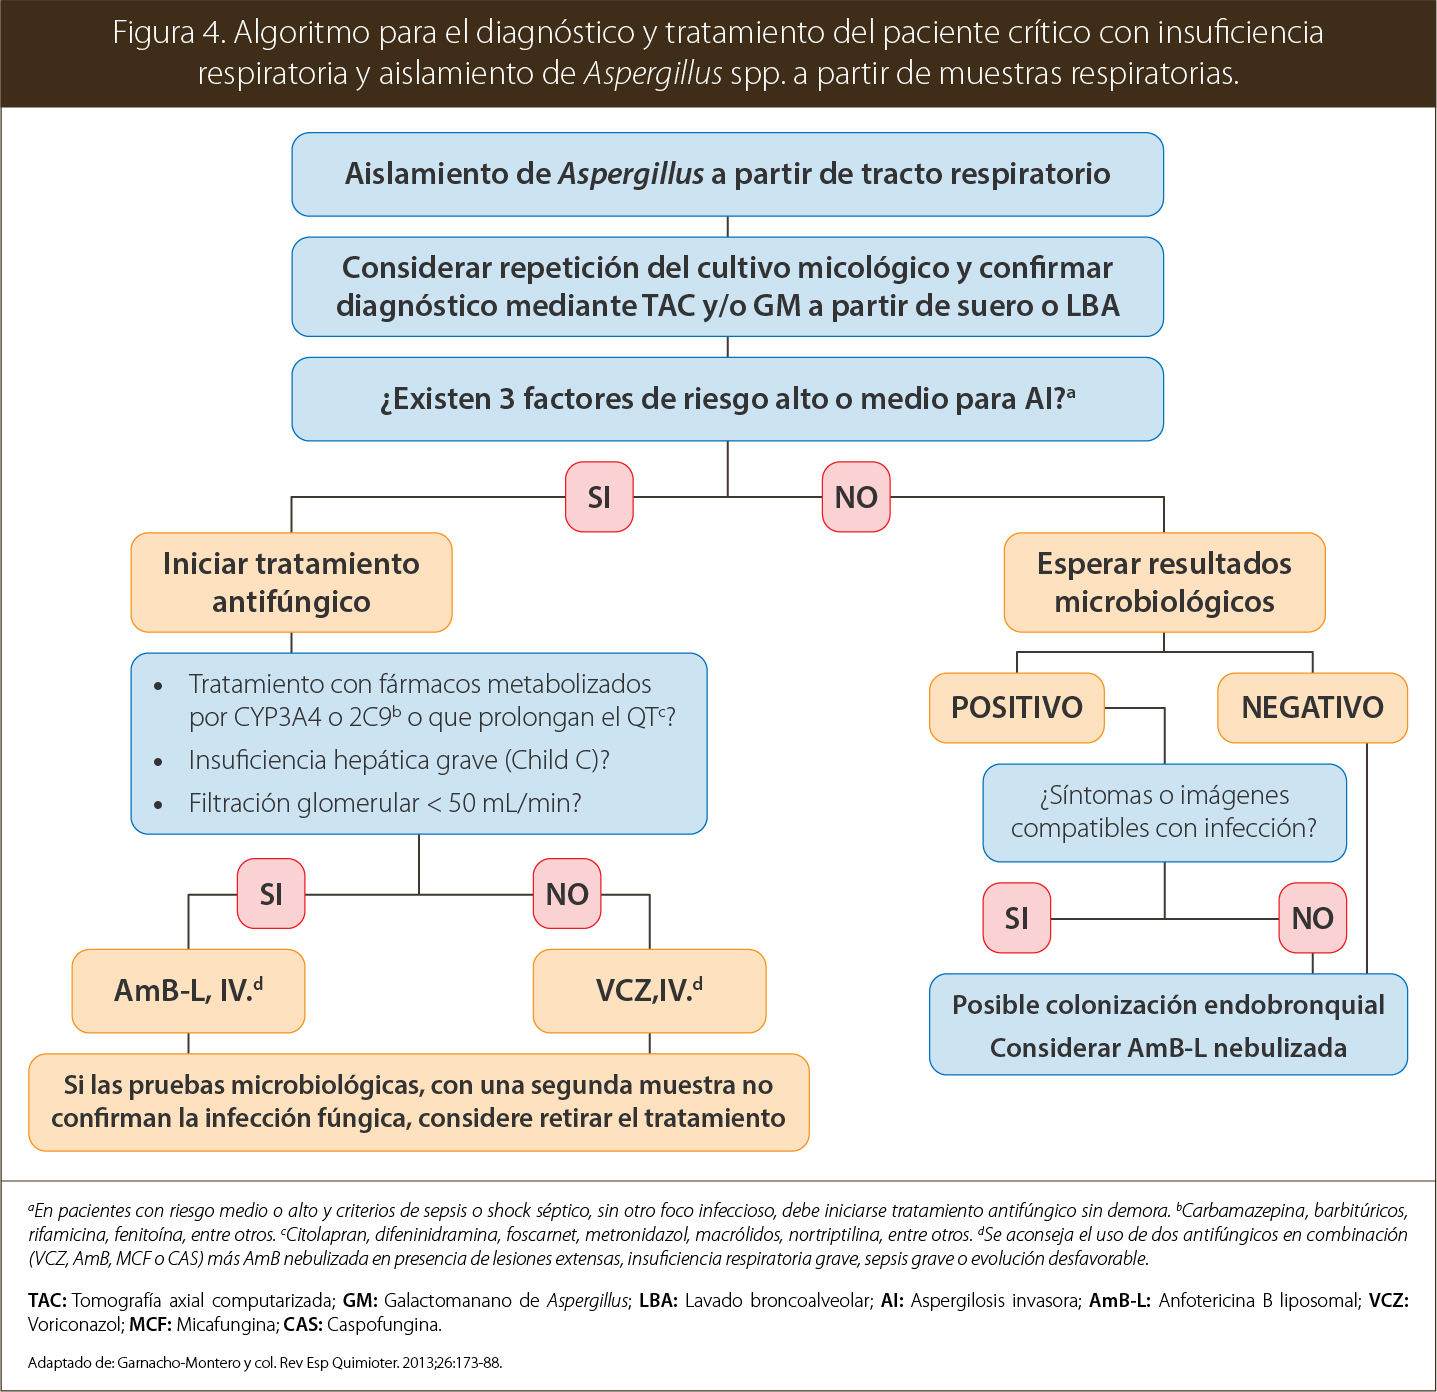 Figura 4. Algoritmo para el diagnóstico y tratamiento del paciente crítico con insuficiencia
respiratoria y aislamiento de Aspergillus spp. a partir de muestras respiratorias.
Aislamiento de Aspergillus a partir de tracto respiratorio
Considerar repetición del cultivo micológico y confirmar
diagnóstico mediante TAC y/o GM a partir de suero o LBA
¿Existen 3 factores de riesgo alto o medio para AI?ᵃ
SI
NO
Iniciar tratamiento
antifúngico
Esperar resultados
microbiológicos
• Tratamiento con fármacos metabolizados
por CYP3A4 o 2C9ᵇ o que prolongan el QTᶜ?
• Insuficiencia hepática grave (Child C)?
• Filtración glomerular < 50 mL/min?
POSITIVO
NEGATIVO
¿Síntomas o imágenes
compatibles con infección?
SI
NO
SI
NO
AmB-L, IV.ᵈ
VCZ,IV.ᵈ
Posible colonización endobronquial
Considerar AmB-L nebulizada
Si las pruebas microbiológicas, con una segunda muestra no
confirman la infección fúngica, considere retirar el tratamiento
ᵃEn pacientes con riesgo medio o alto y criterios de sepsis o shock séptico, sin otro foco infeccioso, debe iniciarse tratamiento antifúngico sin demora. ᵇCarbamazepina, barbitúricos,
rifamicina, fenitoína, entre otros. ᶜCitolapran, difeninidramina, foscarnet, metronidazol, macrólidos, nortriptilina, entre otros. ᵈSe aconseja el uso de dos antifúngicos en combinación
(VCZ, AmB, MCF o CAS) más AmB nebulizada en presencia de lesiones extensas, insuficiencia respiratoria grave, sepsis grave o evolución desfavorable.
TAC: Tomografía axial computarizada; GM: Galactomanano de Aspergillus; LBA: Lavado broncoalveolar; AI: Aspergilosis invasora; AmB-L: Anfotericina B liposomal; VCZ:
Voriconazol; MCF: Micafungina; CAS: Caspofungina.
Adaptado de: Garnacho-Montero y col. Rev Esp Quimioter. 2013;26:173-88.